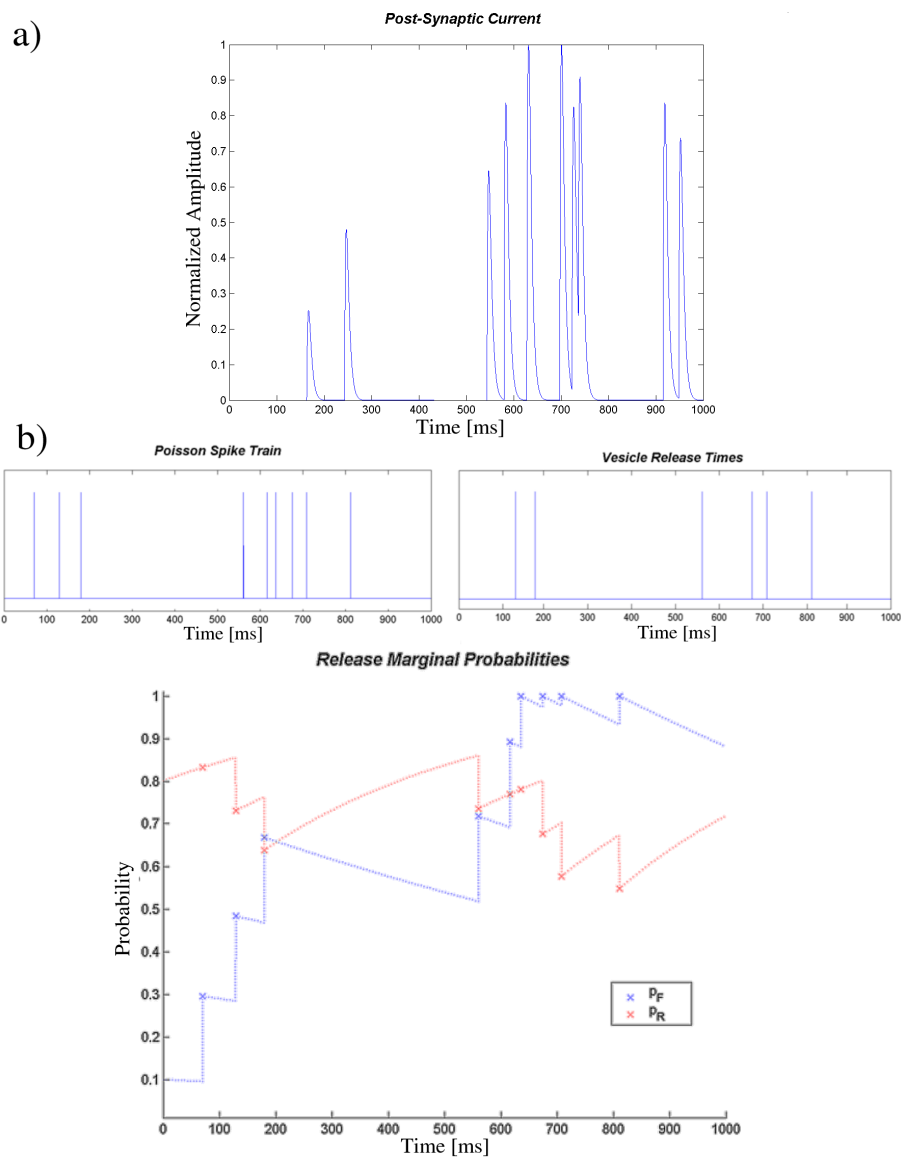 Post-Synaptic Current
a)
1
0.9
0.8
0.7
0.6
0.5
0.4
0.3
0.2
0.1
0
Normalized Amplitude
0 100 200 300 400 500 600 700 800 900 1000
Time [ms]
b)
Poisson Spike Train
0 100 200 300 400 500 600 700 800 900 1000
Time [ms]
Vesicle Release Times
0 100 200 300 400 500 600 700 800 900 1000
Time [ms]
Release Marginal Probabilities
1
0.9
0.8
0.7
0.6
0.5
0.4
0.3
0.2
0.1
Probability
pF
pR
0 100 200 300 400 500 600 700 800 900 1000
Time [ms]